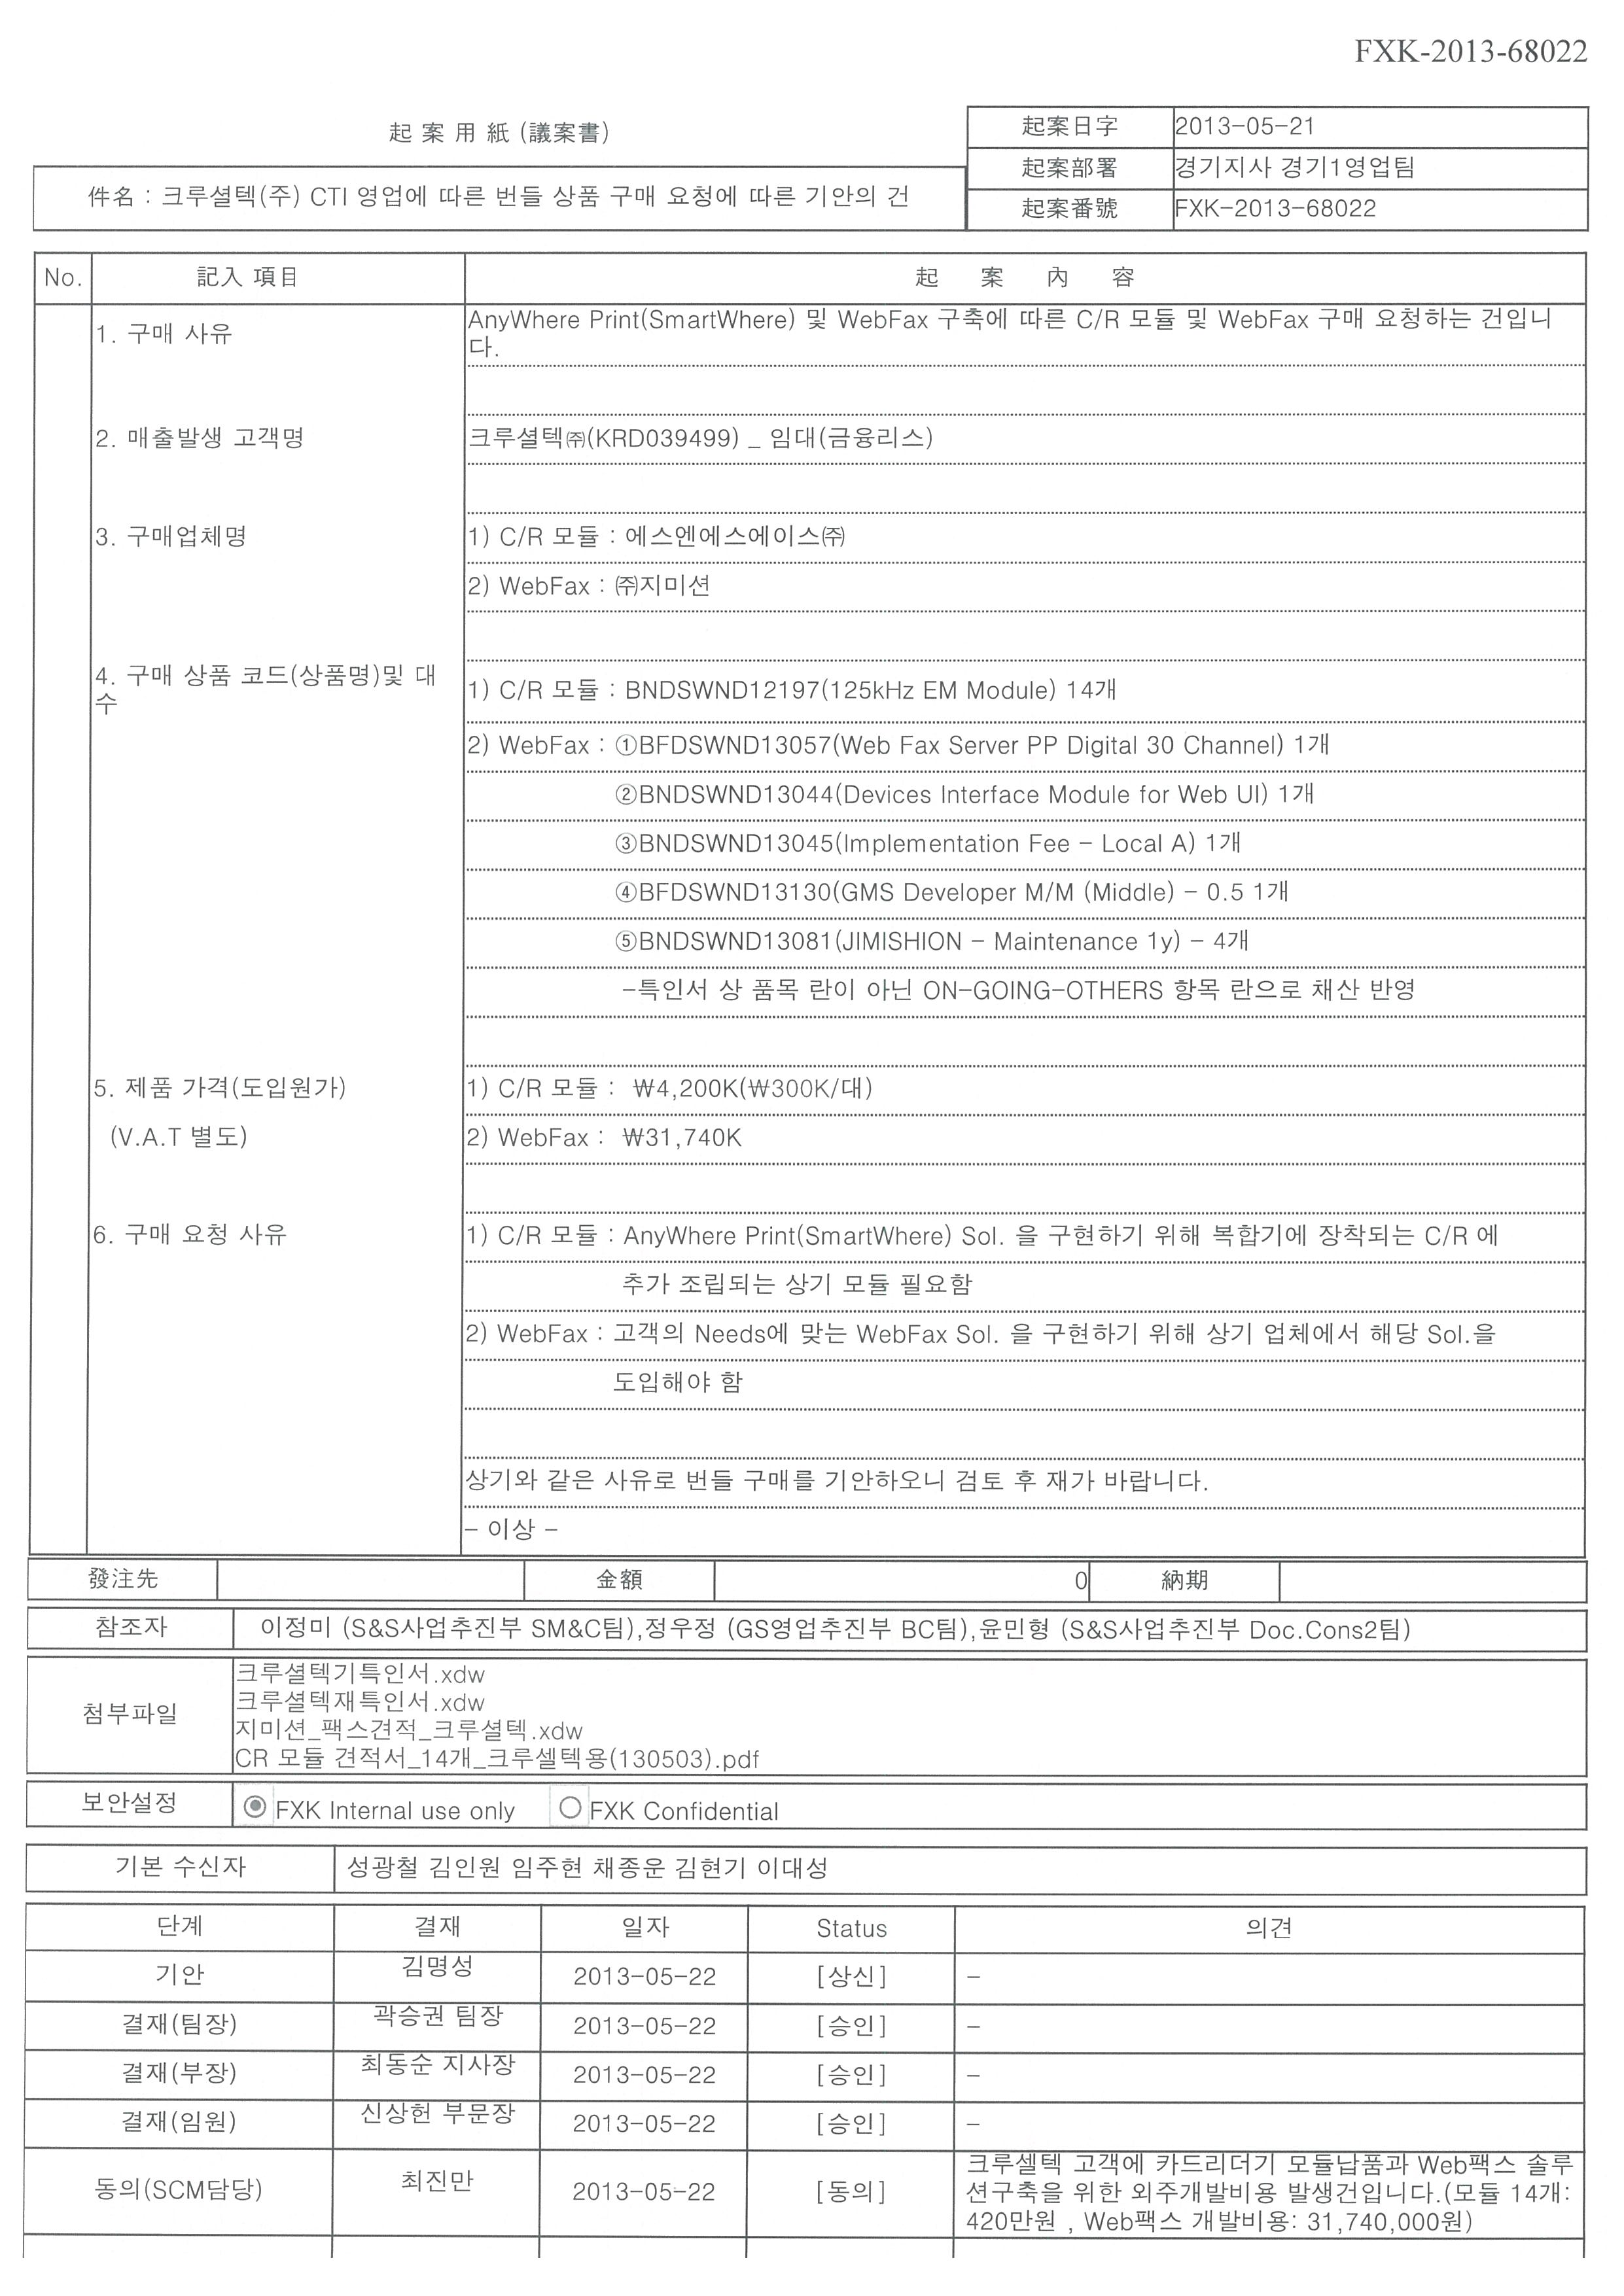 FXK-2013-68022
起 案 用 紙 (議案書)
起案日字 2013-05-21
起案部署 경기지사 경기1영업팀
件名 : 크루셜텍(주) CTI 영업에 따른 번들 상품 구매 요청에 따른 기안의 건
起案番號 FXK-2013-68022
No. 記入 項目 起 案 內 容
1. 구매 사유
AnyWhere Print(SmartWhere) 및 WebFax 구축에 따른 C/R 모듈 및 WebFax 구매 요청하는 건입니
다.
2. 매출발생 고객명 크루셜텍㈜(KRD039499) _ 임대(금융리스)
3. 구매업체명 1) C/R 모듈 : 에스엔에스에이스㈜
2) WebFax : ㈜지미션
4. 구매 상품 코드(상품명)및 대
수
1) C/R 모듈 : BNDSWND12197(125kHz EM Module) 14개
2) WebFax : ①BFDSWND13057(Web Fax Server PP Digital 30 Channel) 1개
②BNDSWND13044(Devices Interface Module for Web UI) 1개
③BNDSWND13045(Implementation Fee - Local A) 1개
④BFDSWND13130(GMS Developer M/M (Middle) - 0.5 1개
⑤BNDSWND13081(JIMISHION - Maintenance 1y) - 4개
-특인서 상 품목 란이 아닌 ON-GOING-OTHERS 항목 란으로 채산 반영
5. 제품 가격(도입원가) 1) C/R 모듈 : ₩4,200K(₩300K/대)
(V.A.T 별도) 2) WebFax : ₩31,740K
6. 구매 요청 사유 1) C/R 모듈 : AnyWhere Print(SmartWhere) Sol. 을 구현하기 위해 복합기에 장착되는 C/R 에
추가 조립되는 상기 모듈 필요함
2) WebFax : 고객의 Needs에 맞는 WebFax Sol. 을 구현하기 위해 상기 업체에서 해당 Sol.을
도입해야 함
상기와 같은 사유로 번들 구매를 기안하오니 검토 후 재가 바랍니다.
- 이상 -
發注先 金額 0 納期
참조자 이정미 (S&S사업추진부 SM&C팀),정우정 (GS영업추진부 BC팀),윤민형 (S&S사업추진부 Doc.Cons2팀)
첨부파일
크루셜텍기특인서.xdw
크루셜텍재특인서.xdw
지미션_팩스견적_크루셜텍.xdw
CR 모듈 견적서_14개_크루셀텍용(130503).pdf
보안설정 FXK Internal use only FXK Confidential
기본 수신자 성광철 김인원 임주현 채종운 김현기 이대성
단계 결재 일자 Status 의견
기안 김명성 2013-05-22 [상신] -
결재(팀장) 곽승권 팀장 2013-05-22 [승인] -
결재(부장) 최동순 지사장 2013-05-22 [승인] -
결재(임원) 신상헌 부문장 2013-05-22 [승인] -
동의(SCM담당) 최진만 2013-05-22 [동의]
크루셀텍 고객에 카드리더기 모듈납품과 Web팩스 솔루
션구축을 위한 외주개발비용 발생건입니다.(모듈 14개:
420만원 , Web팩스 개발비용: 31,740,000원)